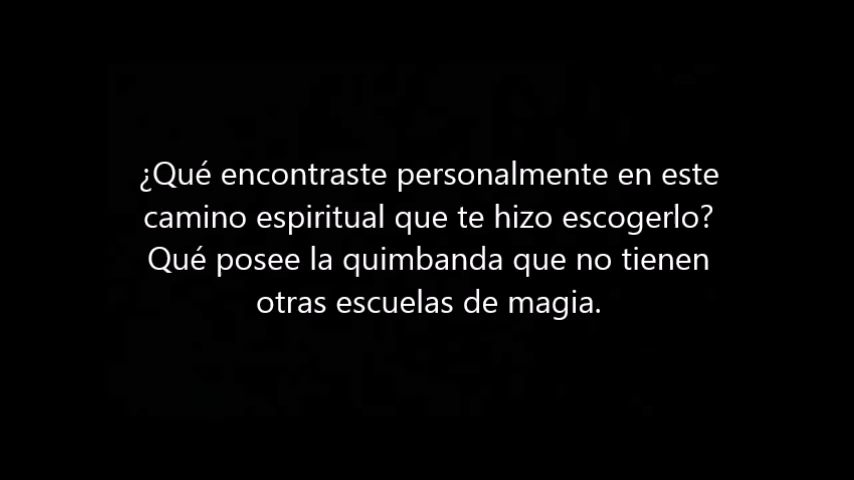 ¿Qué encontraste personalmente en este
camino espiritual que te hizo escogerlo?
Qué posee la quimbanda que no tienen
otras escuelas de magia.